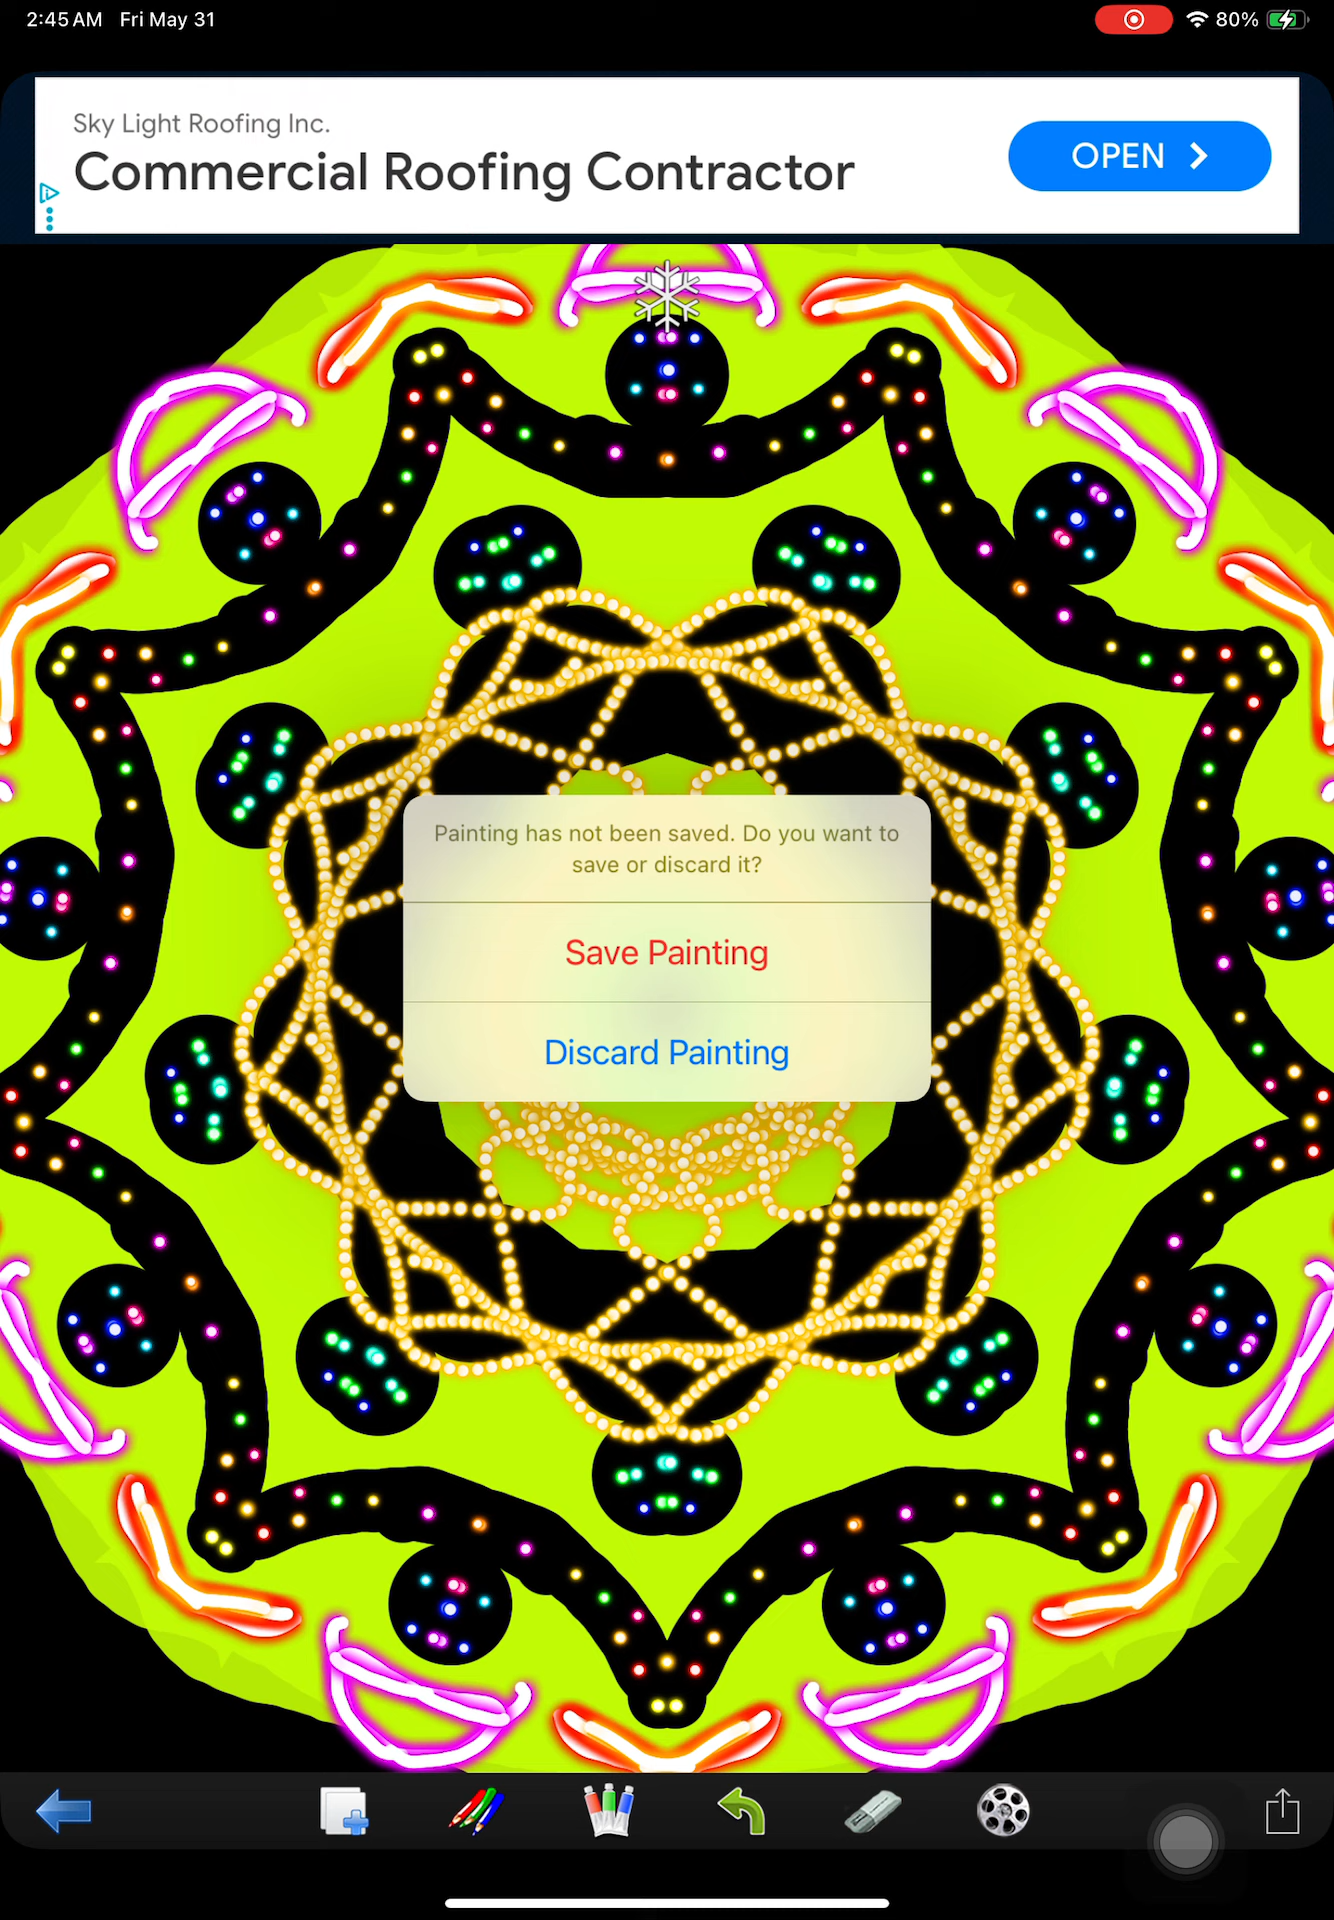 2:45 AM Fri May 31
80%
Sky Light Roofing Inc.
Commercial Roofing Contractor
OPEN
Painting has not been saved. Do you want to
save or discard it?
Save Painting
Discard Painting